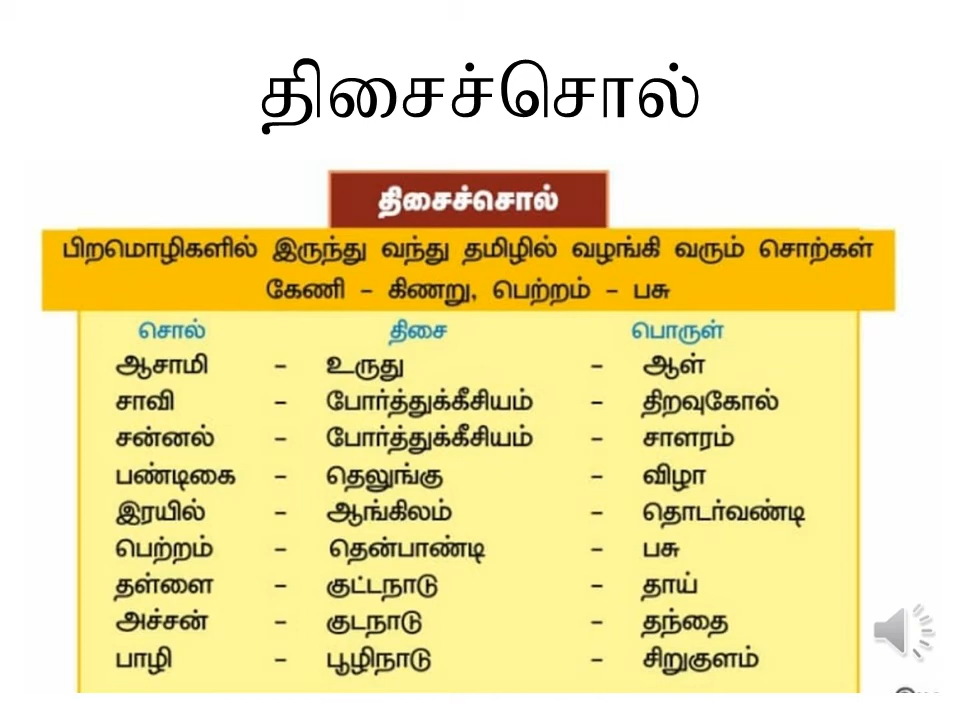 திசைச்சொல்
திசைச்சொல்
பிறமொழிகளில் இருந்து வந்து தமிழில் வழங்கி வரும் சொற்கள்
கேணி – கிணறு, பெற்றம் – பசு
சொல் திசை பொருள்
ஆசாமி – உருது – ஆள்
சாவி – போர்த்துக்கீசியம் – திறவுகோல்
சன்னல் – போர்த்துக்கீசியம் – சாளரம்
பண்டிகை – தெலுங்கு – விழா
இரயில் – ஆங்கிலம் – தொடர்வண்டி
பெற்றம் – தென்பாண்டி – பசு
தள்ளை – குட்டநாடு – தாய்
அச்சன் – குடநாடு – தந்தை
பாழி – பூழிநாடு – சிறுகுளம்